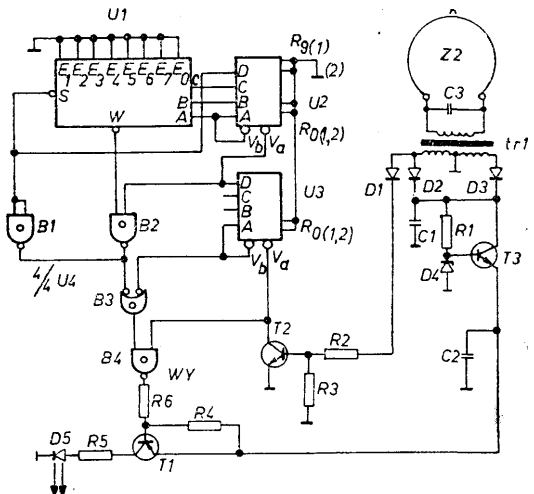 U1
E1 E2 E3 E4 E5 E6 E7 E0
S
W
C
B
A
D
C
B
A
Vb Va
U2
R9(1)
(2)
R0(1,2)
Z2
C3
tr1
D1
D2
D3
C1
R1
D4
T3
C2
D
C
B
A
U3
R0(1,2)
Vb Va
B1
B2
4/4 U4
B3
B4
WY
T2
R2
R3
R6
R4
D5
R5
T1